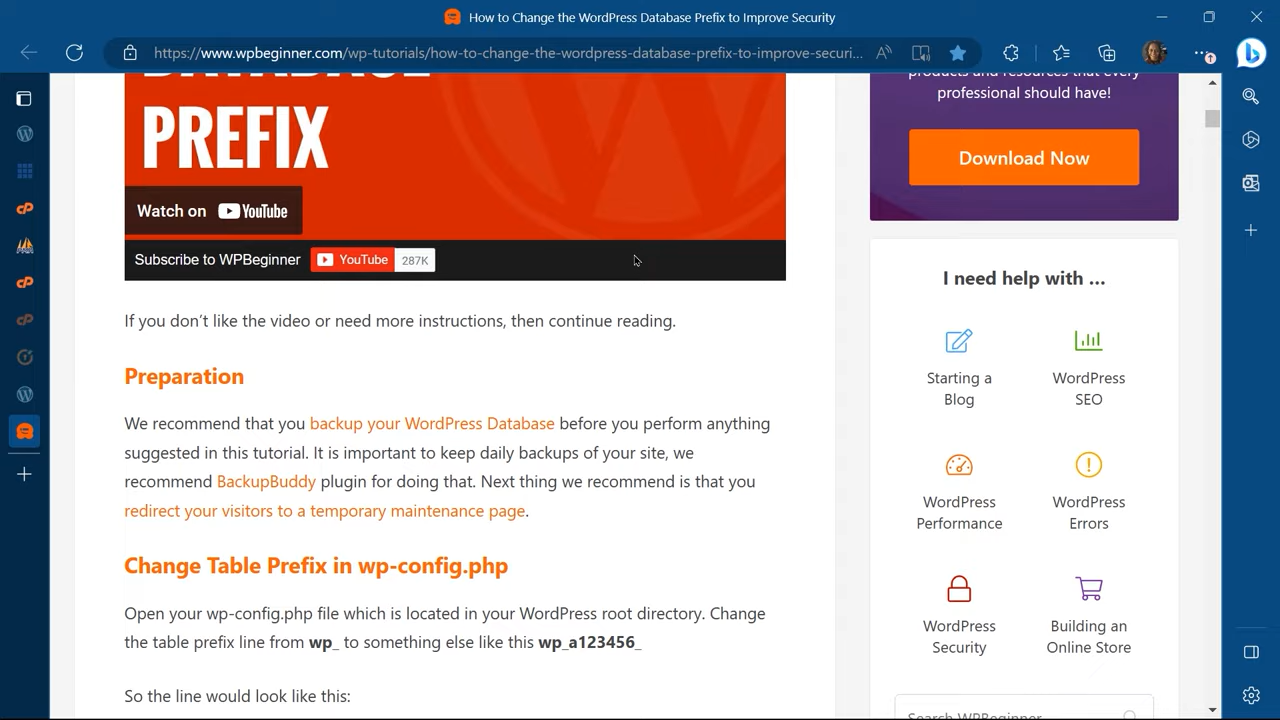 How to Change the WordPress Database Prefix to Improve Security
https://www.wpbeginner.com/wp-tutorials/how-to-change-the-wordpress-database-prefix-to-improve-securi...
DATABASE
PREFIX
Watch on YouTube
Subscribe to WPBeginner YouTube 287K
If you don’t like the video or need more instructions, then continue reading.
Preparation
We recommend that you backup your WordPress Database before you perform anything
suggested in this tutorial. It is important to keep daily backups of your site, we
recommend BackupBuddy plugin for doing that. Next thing we recommend is that you
redirect your visitors to a temporary maintenance page.
Change Table Prefix in wp-config.php
Open your wp-config.php file which is located in your WordPress root directory. Change
the table prefix line from wp_ to something else like this wp_a123456_
So the line would look like this:
products and resources that every
professional should have!
Download Now
I need help with ...
Starting a
Blog
WordPress
SEO
WordPress
Performance
WordPress
Errors
WordPress
Security
Building an
Online Store
Search WPBeginner